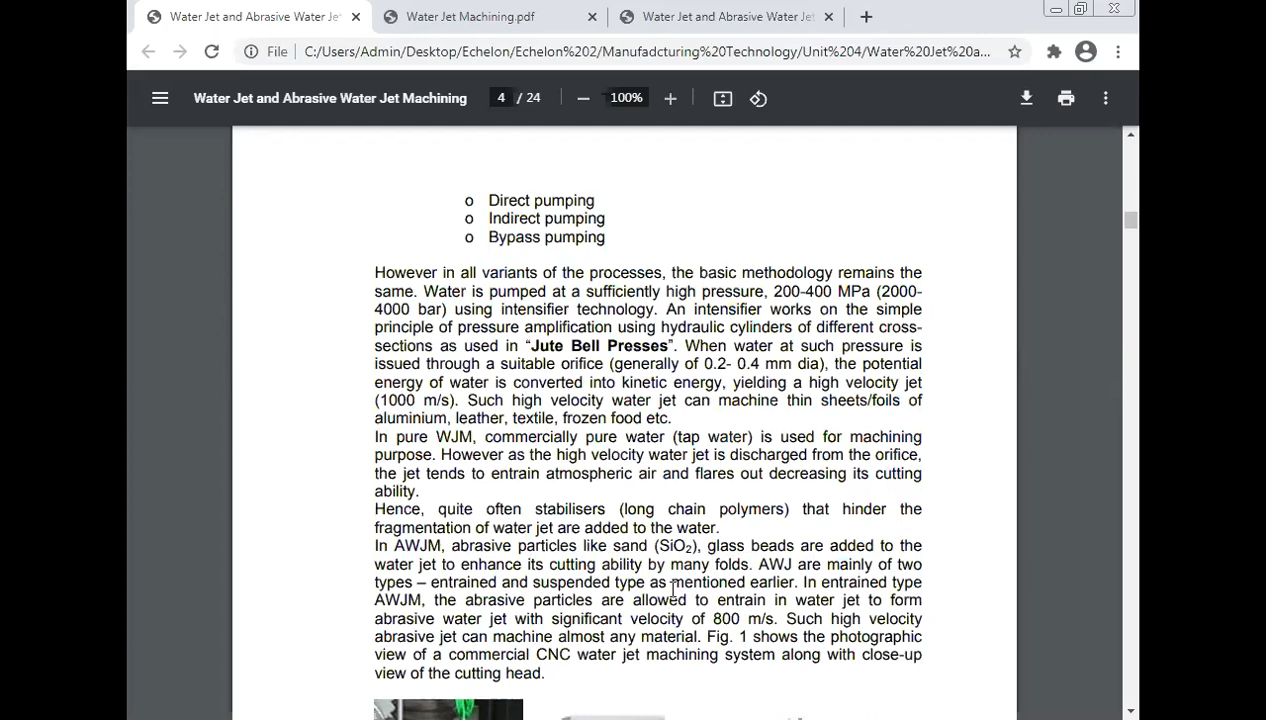 Water Jet and Abrasive Water Je
Water Jet Machining.pdf
Water Jet and Abrasive Water Jet
File
C:/Users/Admin/Desktop/Echelon/Echelon%202/Manufadcturing%20Technology/Unit%204/Water%20Jet%20a...
Water Jet and Abrasive Water Jet Machining
4 / 24
100%
o Direct pumping
o Indirect pumping
o Bypass pumping
However in all variants of the processes, the basic methodology remains the
same. Water is pumped at a sufficiently high pressure, 200-400 MPa (2000-
4000 bar) using intensifier technology. An intensifier works on the simple
principle of pressure amplification using hydraulic cylinders of different cross-
sections as used in “Jute Bell Presses”. When water at such pressure is
issued through a suitable orifice (generally of 0.2- 0.4 mm dia), the potential
energy of water is converted into kinetic energy, yielding a high velocity jet
(1000 m/s). Such high velocity water jet can machine thin sheets/foils of
aluminium, leather, textile, frozen food etc.
In pure WJM, commercially pure water (tap water) is used for machining
purpose. However as the high velocity water jet is discharged from the orifice,
the jet tends to entrain atmospheric air and flares out decreasing its cutting
ability.
Hence, quite often stabilisers (long chain polymers) that hinder the
fragmentation of water jet are added to the water.
In AWJM, abrasive particles like sand (SiO₂), glass beads are added to the
water jet to enhance its cutting ability by many folds. AWJ are mainly of two
types – entrained and suspended type as mentioned earlier. In entrained type
AWJM, the abrasive particles are allowed to entrain in water jet to form
abrasive water jet with significant velocity of 800 m/s. Such high velocity
abrasive jet can machine almost any material. Fig. 1 shows the photographic
view of a commercial CNC water jet machining system along with close-up
view of the cutting head.